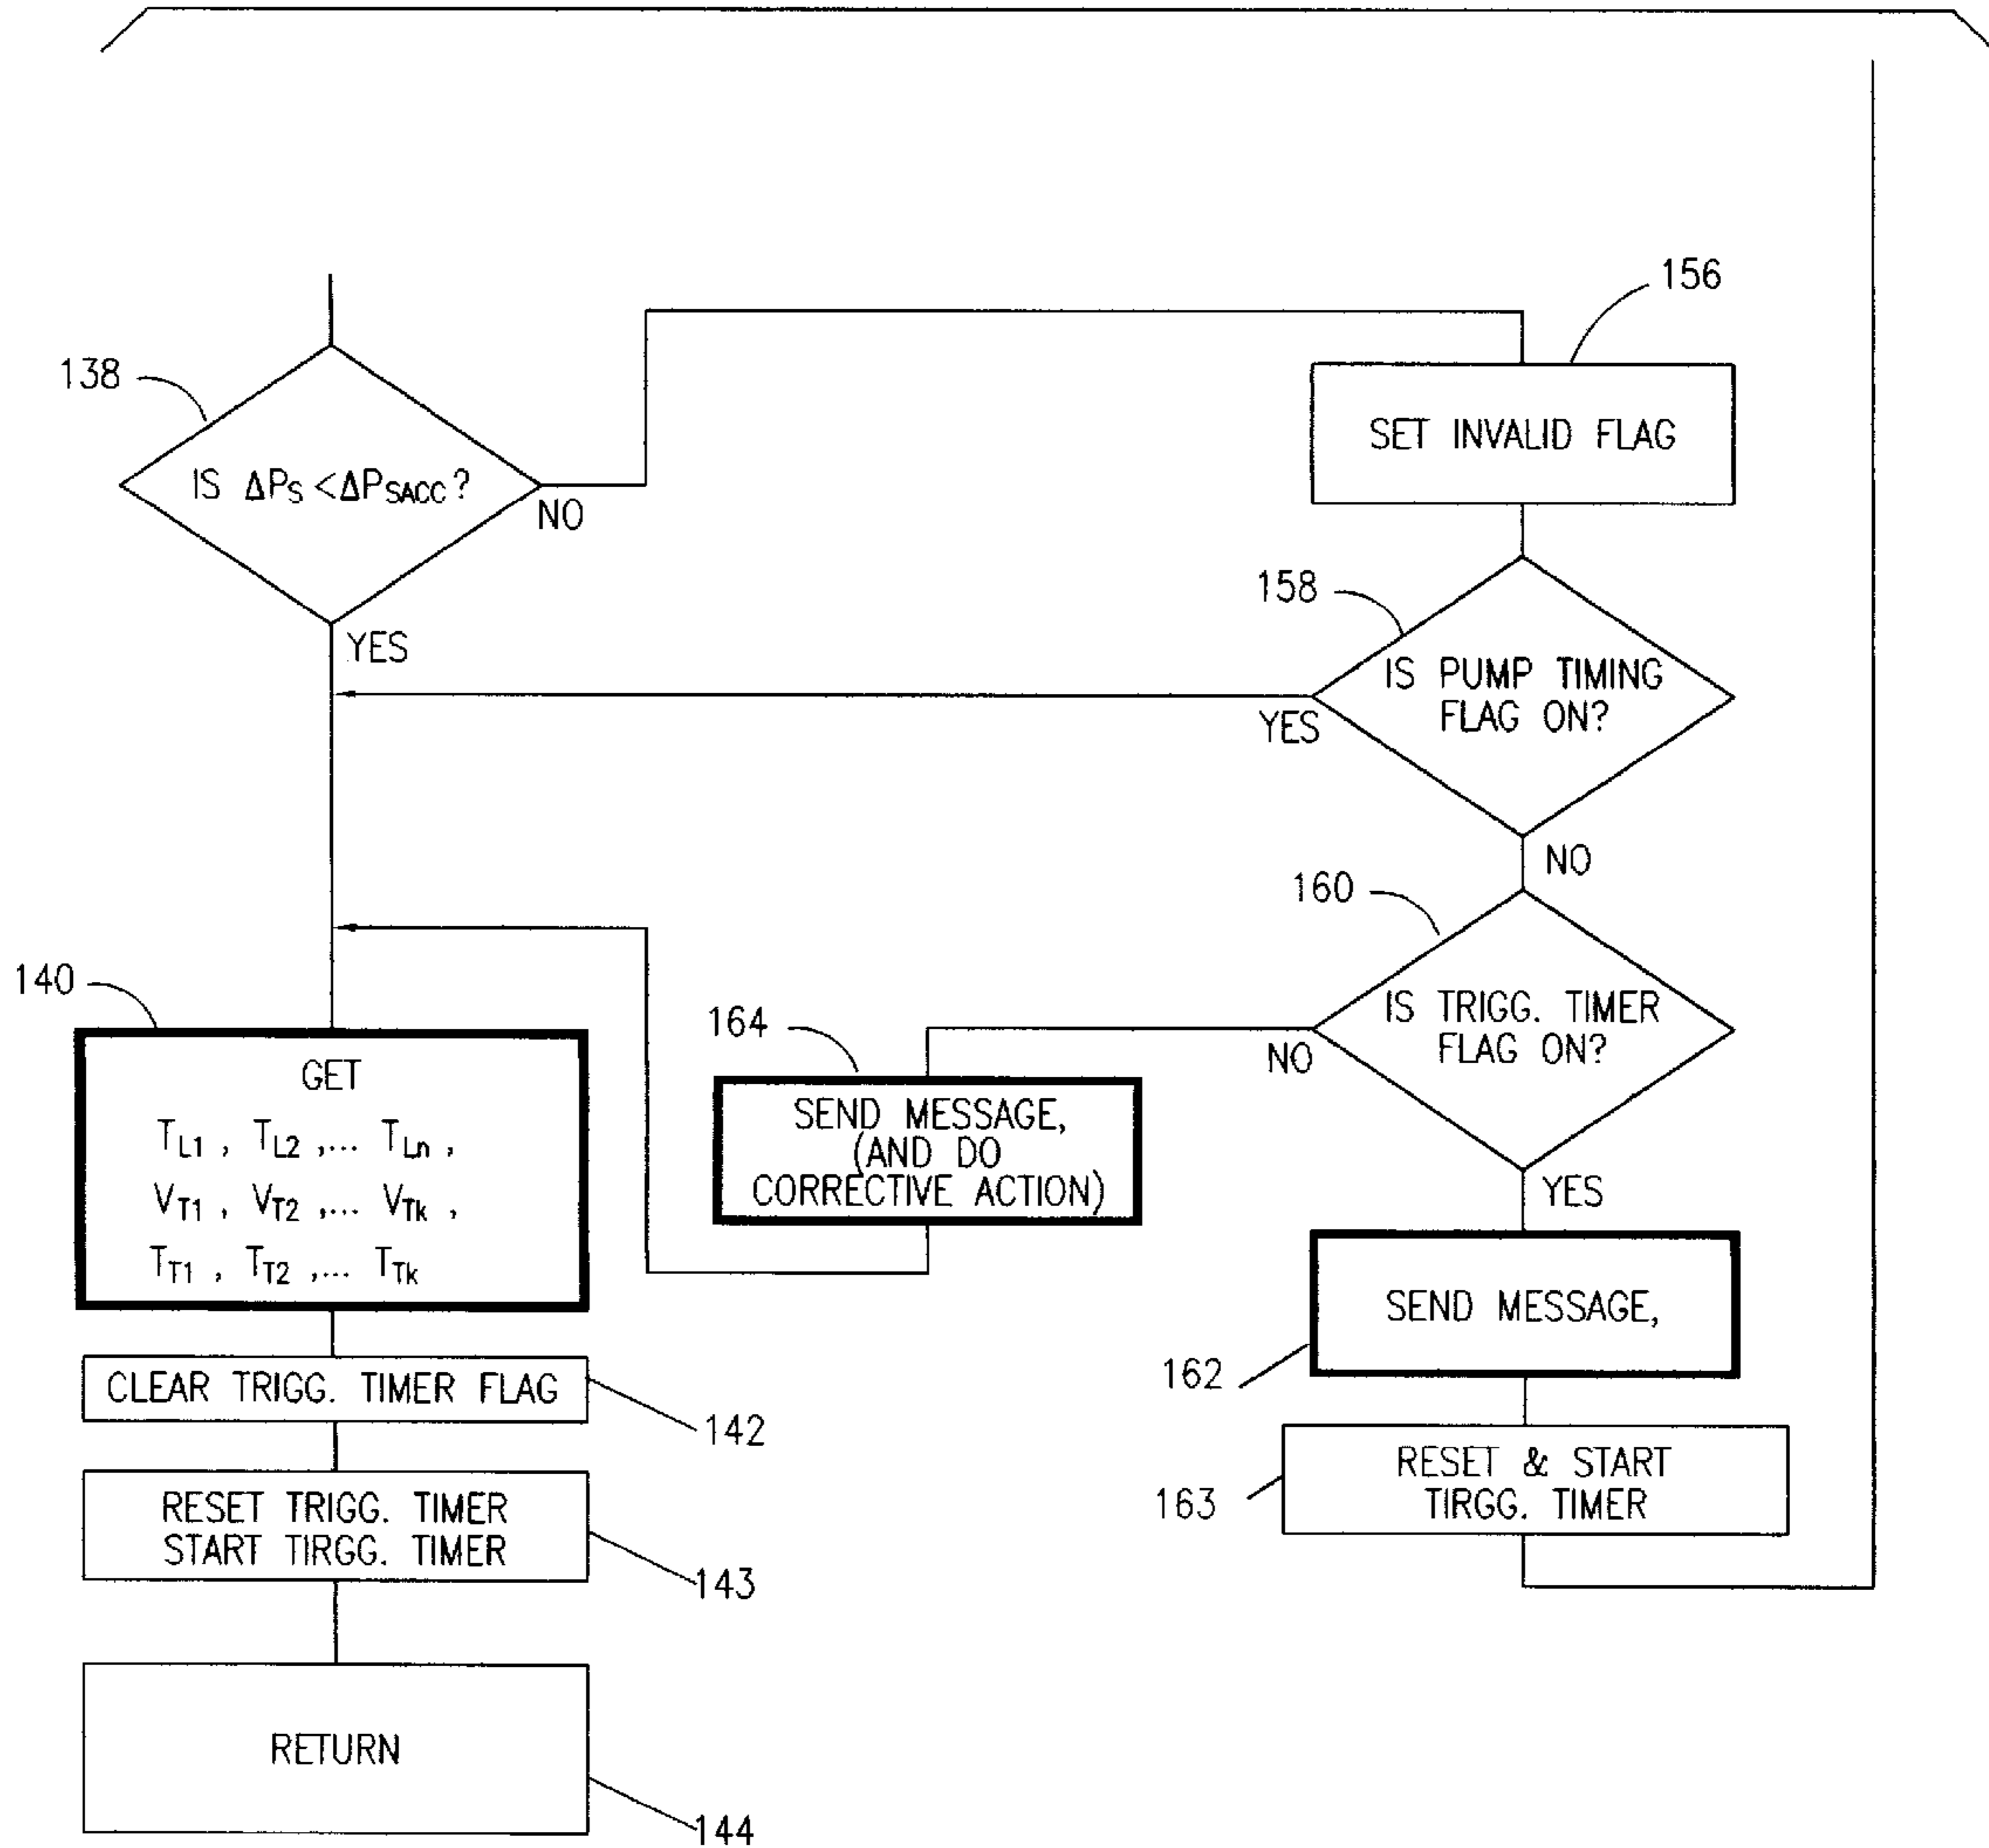 156
138
SET INVALID FLAG
IS ΔPS <ΔPSACC?
NO
158
YES
IS PUMP TIMING
FLAG ON?
YES
NO
160
140
IS TRIGG. TIMER
FLAG ON?
164
NO
GET
SEND MESSAGE,
(AND DO
CORRECTIVE ACTION)
TL1 , TL2 ,... TLn ,
VT1 , VT2 ,... VTk ,
TT1 , TT2 ,... TTk
YES
SEND MESSAGE,
162
CLEAR TRIGG. TIMER FLAG
142
RESET & START
TIRGG. TIMER
163
RESET TRIGG. TIMER
START TIRGG. TIMER
143
RETURN
144